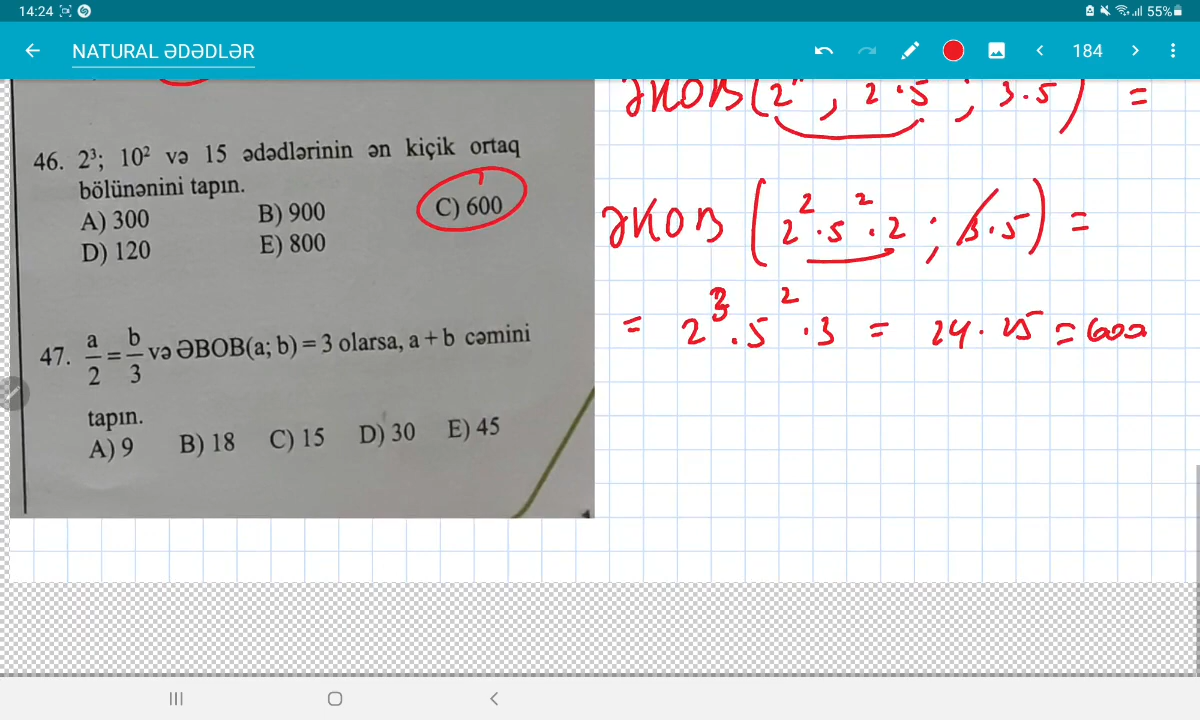 14:24 55%
NATURAL ƏDƏDLƏR 184
ƏKOB(2 , 2·5 ; 3·5) =
46. 2³; 10² və 15 ədədlərinin ən kiçik ortaq
bölünənini tapın.
A) 300 B) 900 C) 600
D) 120 E) 800
ƏKOB(2²·5²·2 ; 3·5) =
= 2³·5²·3 = 24·25 = 600
47. a/2 = b/3 və ƏBOB(a; b) = 3 olarsa, a + b cəmini
tapın.
A) 9 B) 18 C) 15 D) 30 E) 45